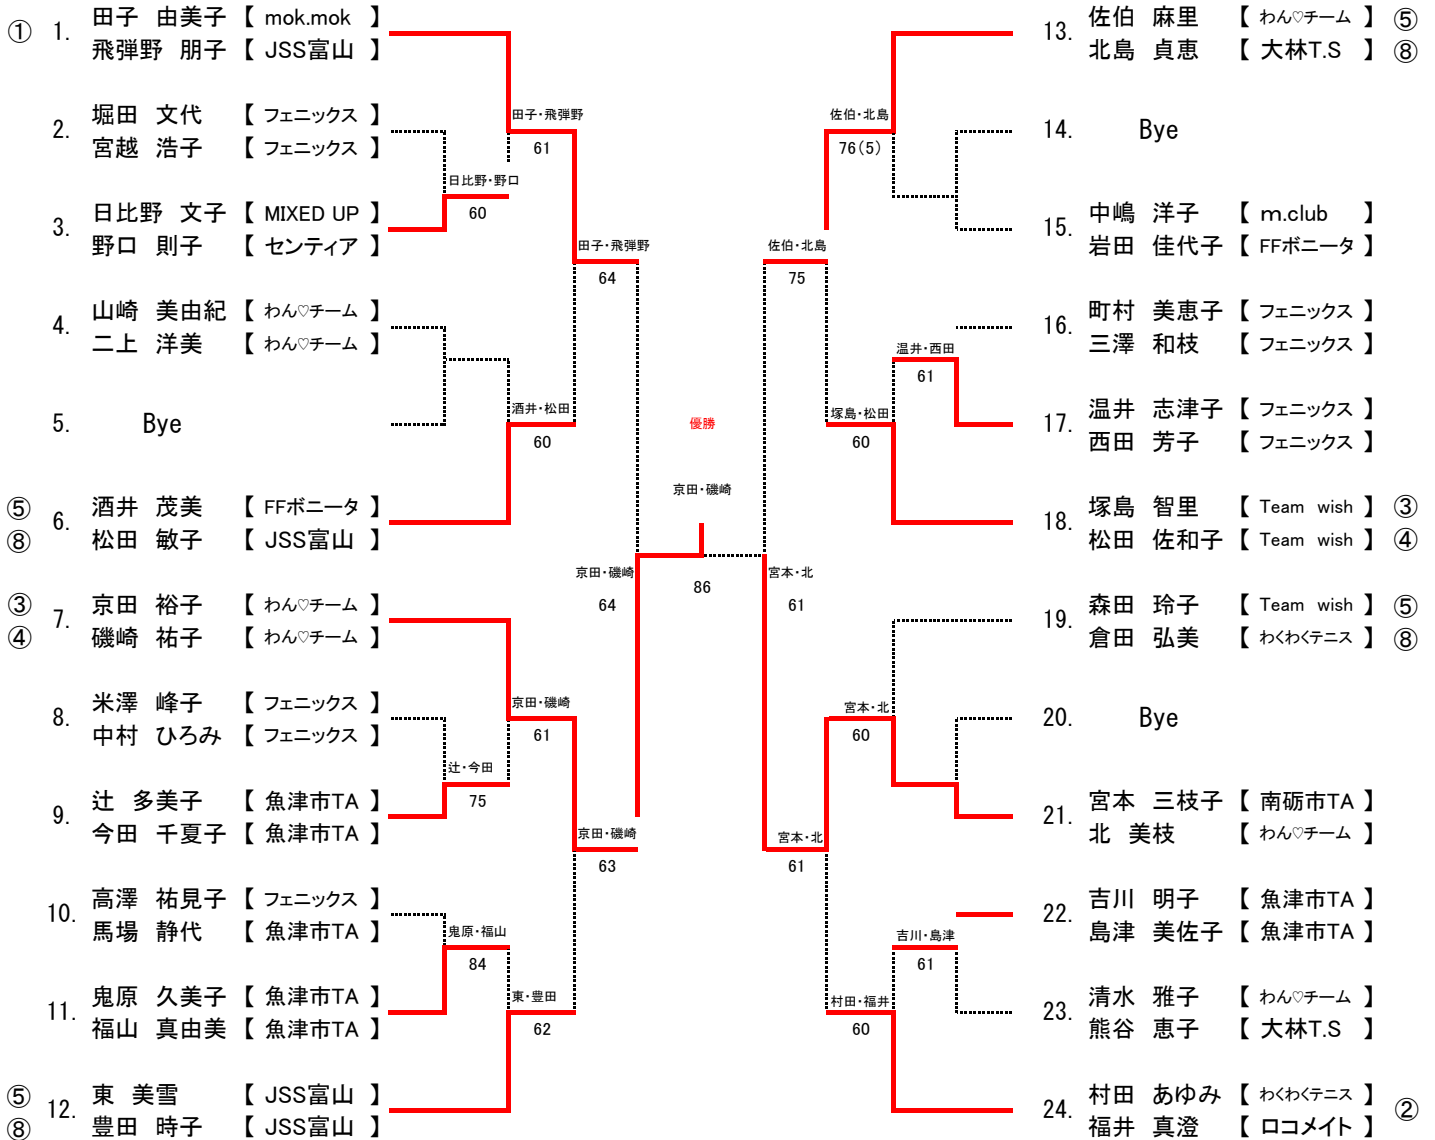 ① 1. 田子 由美子 【 mok.mok 】
飛弾野 朋子 【 JSS富山 】
2. 堀田 文代 【 フェニックス 】
宮越 浩子 【 フェニックス 】
3. 日比野 文子 【 MIXED UP 】
野口 則子 【 センティア 】
4. 山崎 美由紀 【 わん♡チーム 】
二上 洋美 【 わん♡チーム 】
5. Bye
⑤ 6. 酒井 茂美 【 FFボニータ 】
⑧ 松田 敏子 【 JSS富山 】
③ 7. 京田 裕子 【 わん♡チーム 】
④ 磯崎 祐子 【 わん♡チーム 】
8. 米澤 峰子 【 フェニックス 】
中村 ひろみ 【 フェニックス 】
9. 辻 多美子 【 魚津市TA 】
今田 千夏子 【 魚津市TA 】
10. 高澤 祐見子 【 フェニックス 】
馬場 静代 【 魚津市TA 】
11. 鬼原 久美子 【 魚津市TA 】
福山 真由美 【 魚津市TA 】
⑤ 12. 東 美雪 【 JSS富山 】
⑧ 豊田 時子 【 JSS富山 】
日比野・野口
60
辻・今田
75
鬼原・福山
84
田子・飛弾野
61
酒井・松田
60
京田・磯崎
61
東・豊田
62
田子・飛弾野
64
京田・磯崎
63
京田・磯崎
64
優勝
京田・磯崎
86
宮本・北
61
佐伯・北島
75
宮本・北
61
佐伯・北島
76(5)
塚島・松田
60
宮本・北
60
村田・福井
60
温井・西田
61
吉川・島津
61
13. 佐伯 麻里 【 わん♡チーム 】 ⑤
北島 貞恵 【 大林T.S 】 ⑧
14. Bye
15. 中嶋 洋子 【 m.club 】
岩田 佳代子 【 FFボニータ 】
16. 町村 美恵子 【 フェニックス 】
三澤 和枝 【 フェニックス 】
17. 温井 志津子 【 フェニックス 】
西田 芳子 【 フェニックス 】
18. 塚島 智里 【 Team wish 】 ③
松田 佐和子 【 Team wish 】 ④
19. 森田 玲子 【 Team wish 】 ⑤
倉田 弘美 【 わくわくテニス 】 ⑧
20. Bye
21. 宮本 三枝子 【 南砺市TA 】
北 美枝 【 わん♡チーム 】
22. 吉川 明子 【 魚津市TA 】
島津 美佐子 【 魚津市TA 】
23. 清水 雅子 【 わん♡チーム 】
熊谷 恵子 【 大林T.S 】
24. 村田 あゆみ 【 わくわくテニス 】 ②
福井 真澄 【 ロコメイト 】